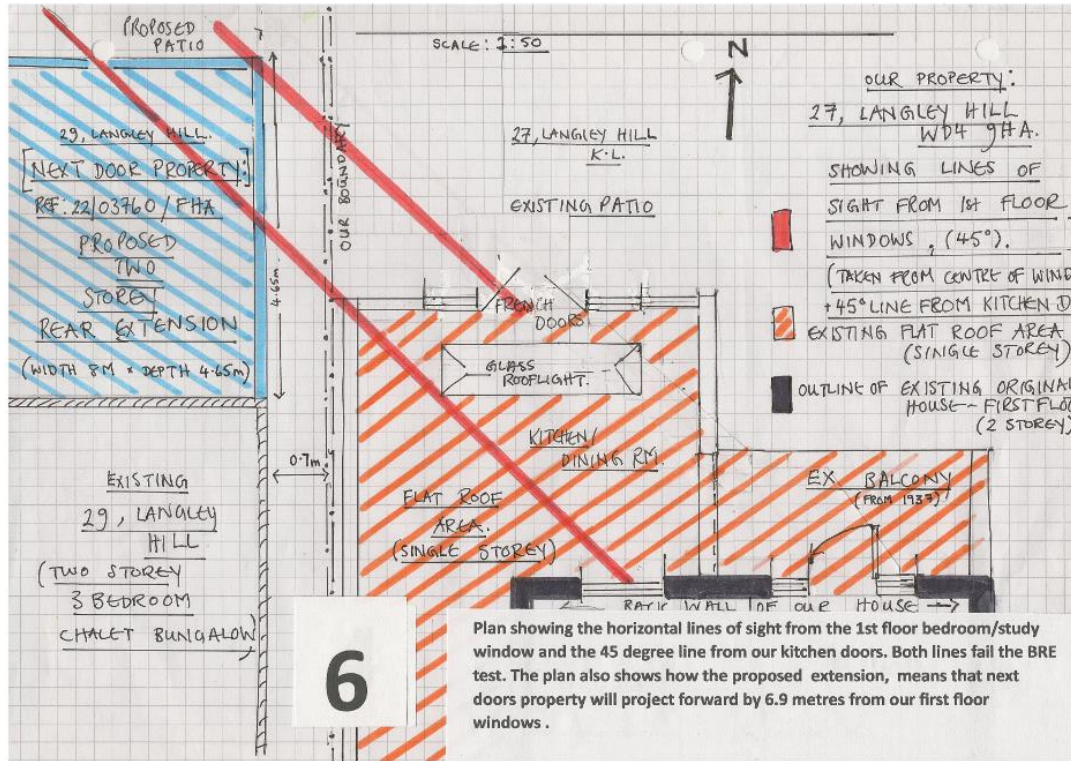 PROPOSED
PATIO
SCALE: 1:50
N
OUR PROPERTY:
27, LANGLEY HILL
WD4 9HA.
29, LANGLEY HILL.
[NEXT DOOR PROPERTY:]
REF: 22/03760/FHA
PROPOSED
TWO
STOREY
REAR EXTENSION
(WIDTH 8M × DEPTH 4.65m)
4.65m
OUR BOUNDARY
27, LANGLEY HILL
K.L.
EXISTING PATIO
SHOWING LINES OF
SIGHT FROM 1ST FLOOR
WINDOWS, (45°).
(TAKEN FROM CENTRE OF WIND
+45° LINE FROM KITCHEN D
EXISTING FLAT ROOF AREA
(SINGLE STOREY)
OUTLINE OF EXISTING ORIGINAL
HOUSE - FIRST FLOO
(2 STOREY)
FRENCH
DOORS
GLASS
ROOFLIGHT.
KITCHEN/
DINING RM.
FLAT ROOF
AREA.
(SINGLE STOREY)
EX BALCONY
(FROM 1937)
0.7m
EXISTING
29, LANGLEY
HILL
(TWO STOREY
3 BEDROOM
CHALET BUNGALOW)
BACK WALL OF OUR HOUSE
6
Plan showing the horizontal lines of sight from the 1st floor bedroom/study
window and the 45 degree line from our kitchen doors. Both lines fail the BRE
test. The plan also shows how the proposed extension, means that next
doors property will project forward by 6.9 metres from our first floor
windows .